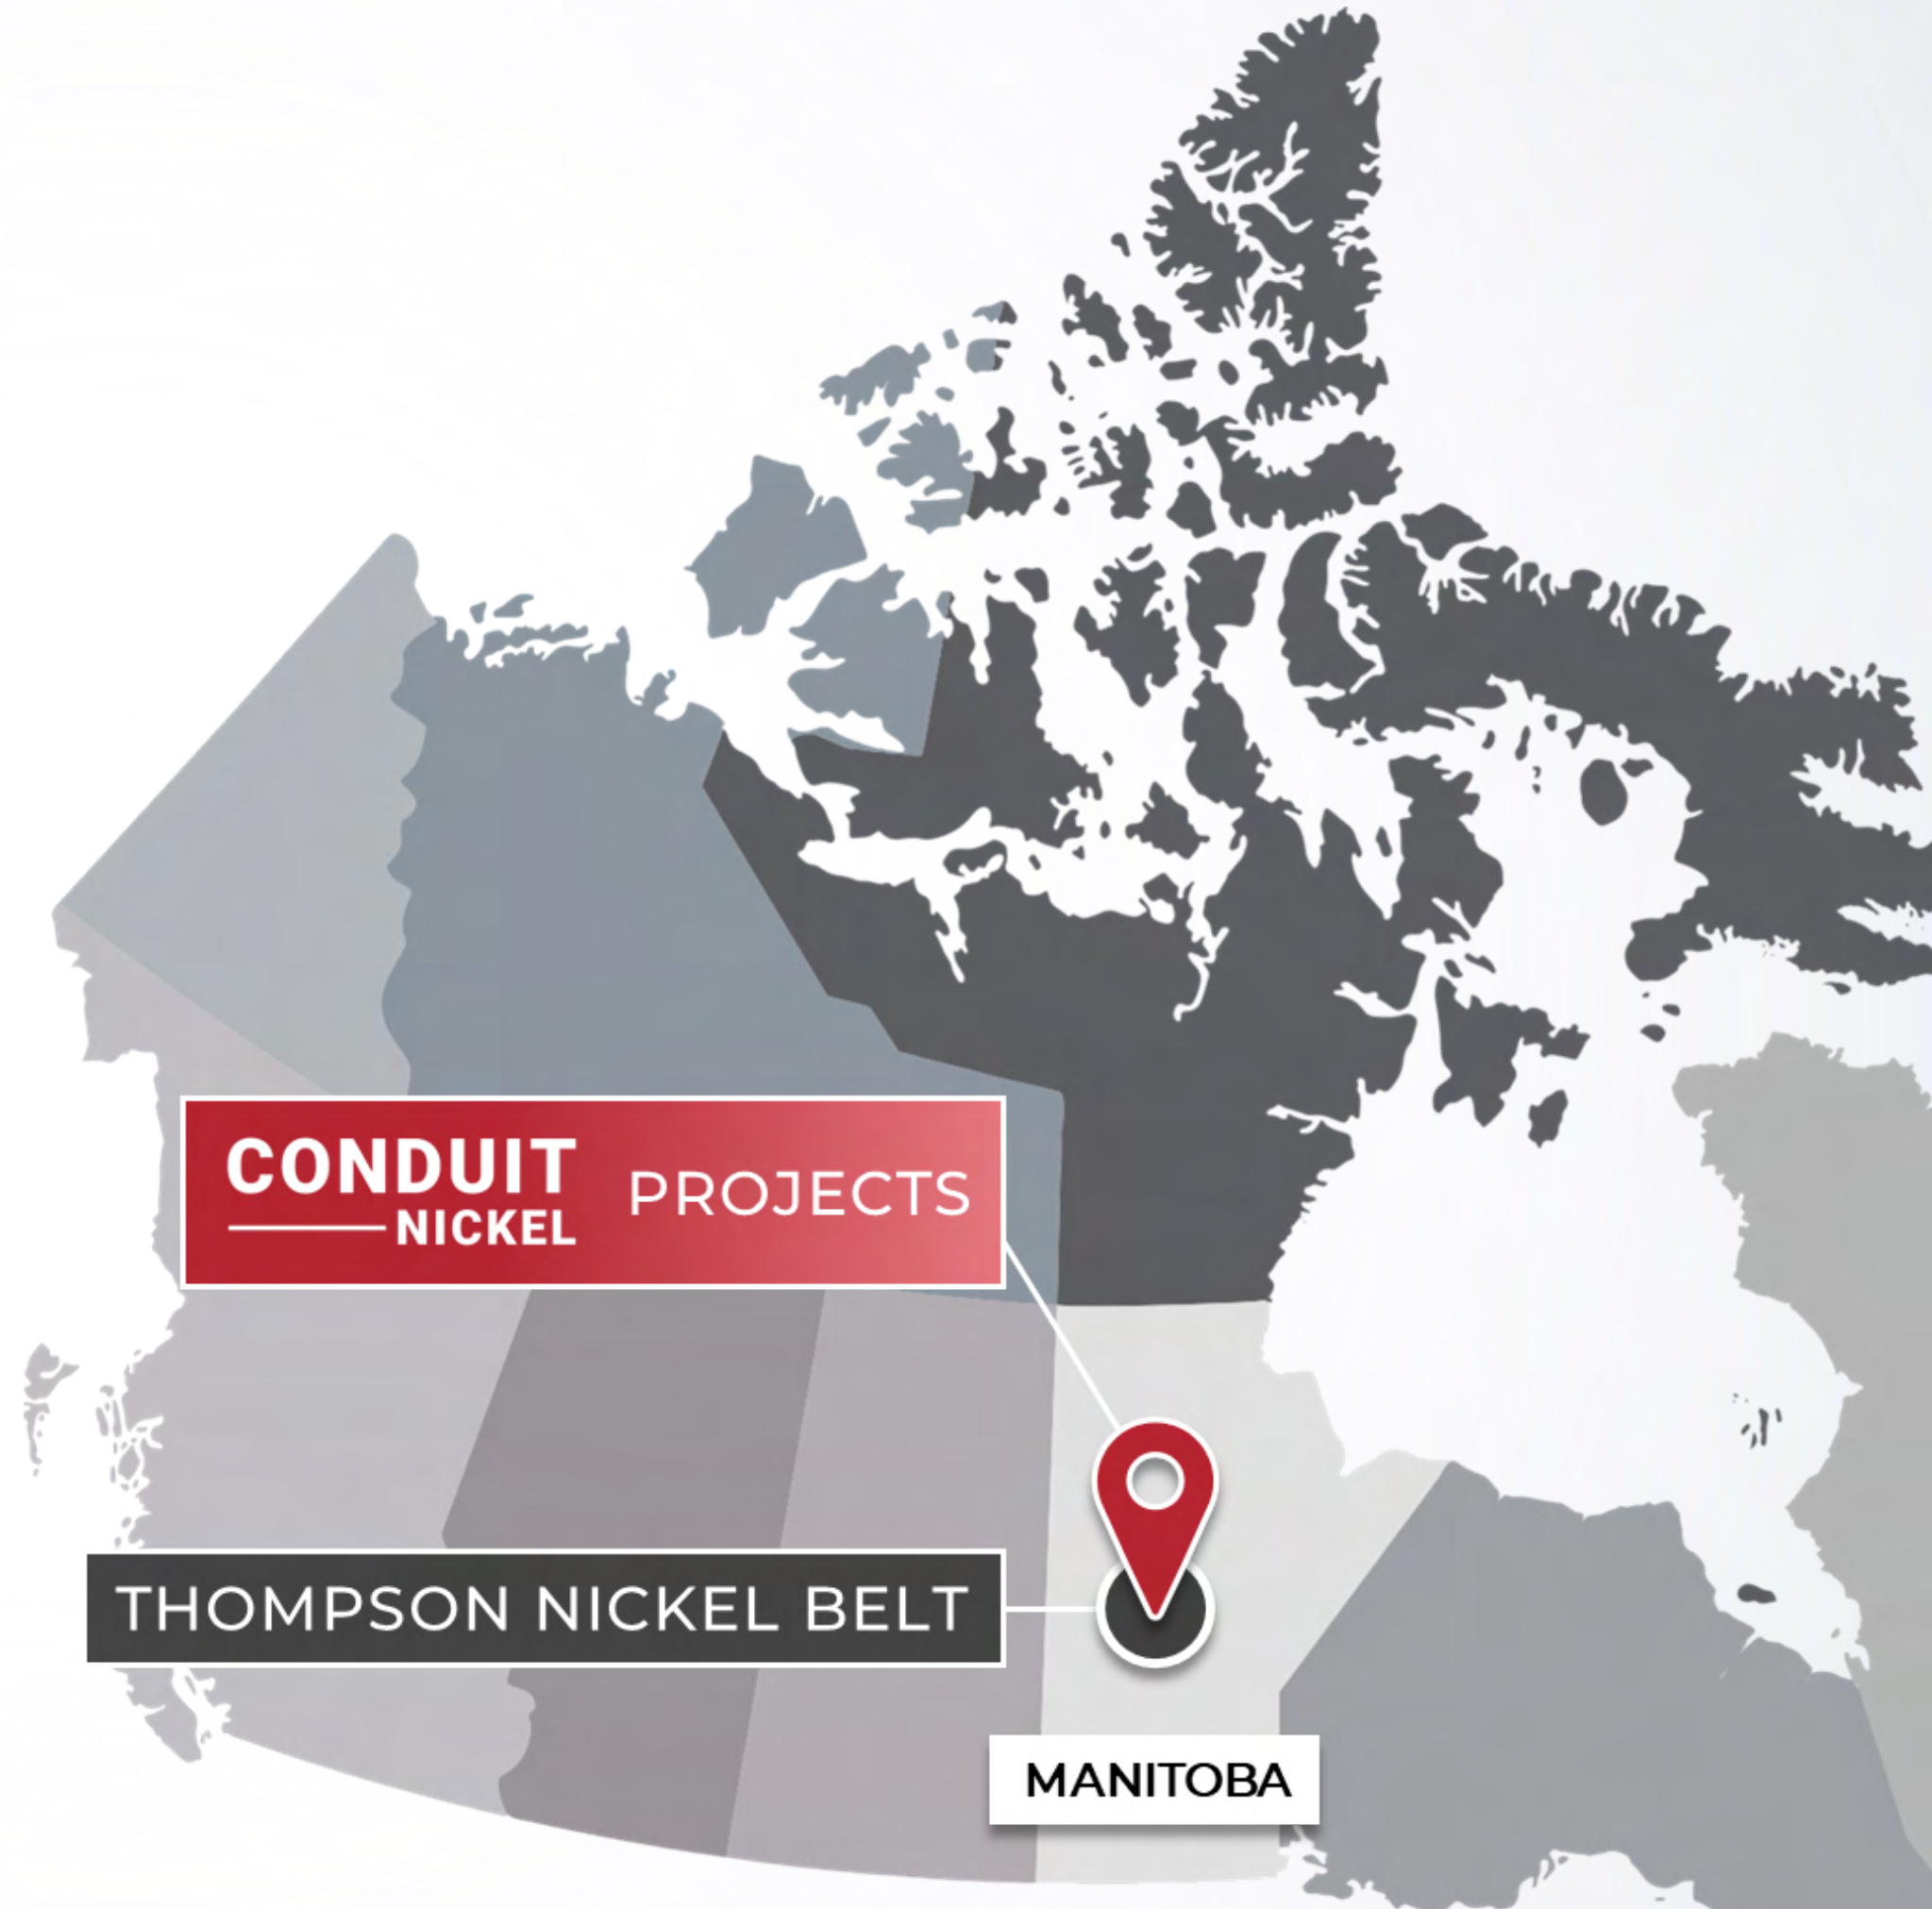 CONDUIT
NICKEL
PROJECTS
THOMPSON NICKEL BELT
MANITOBA